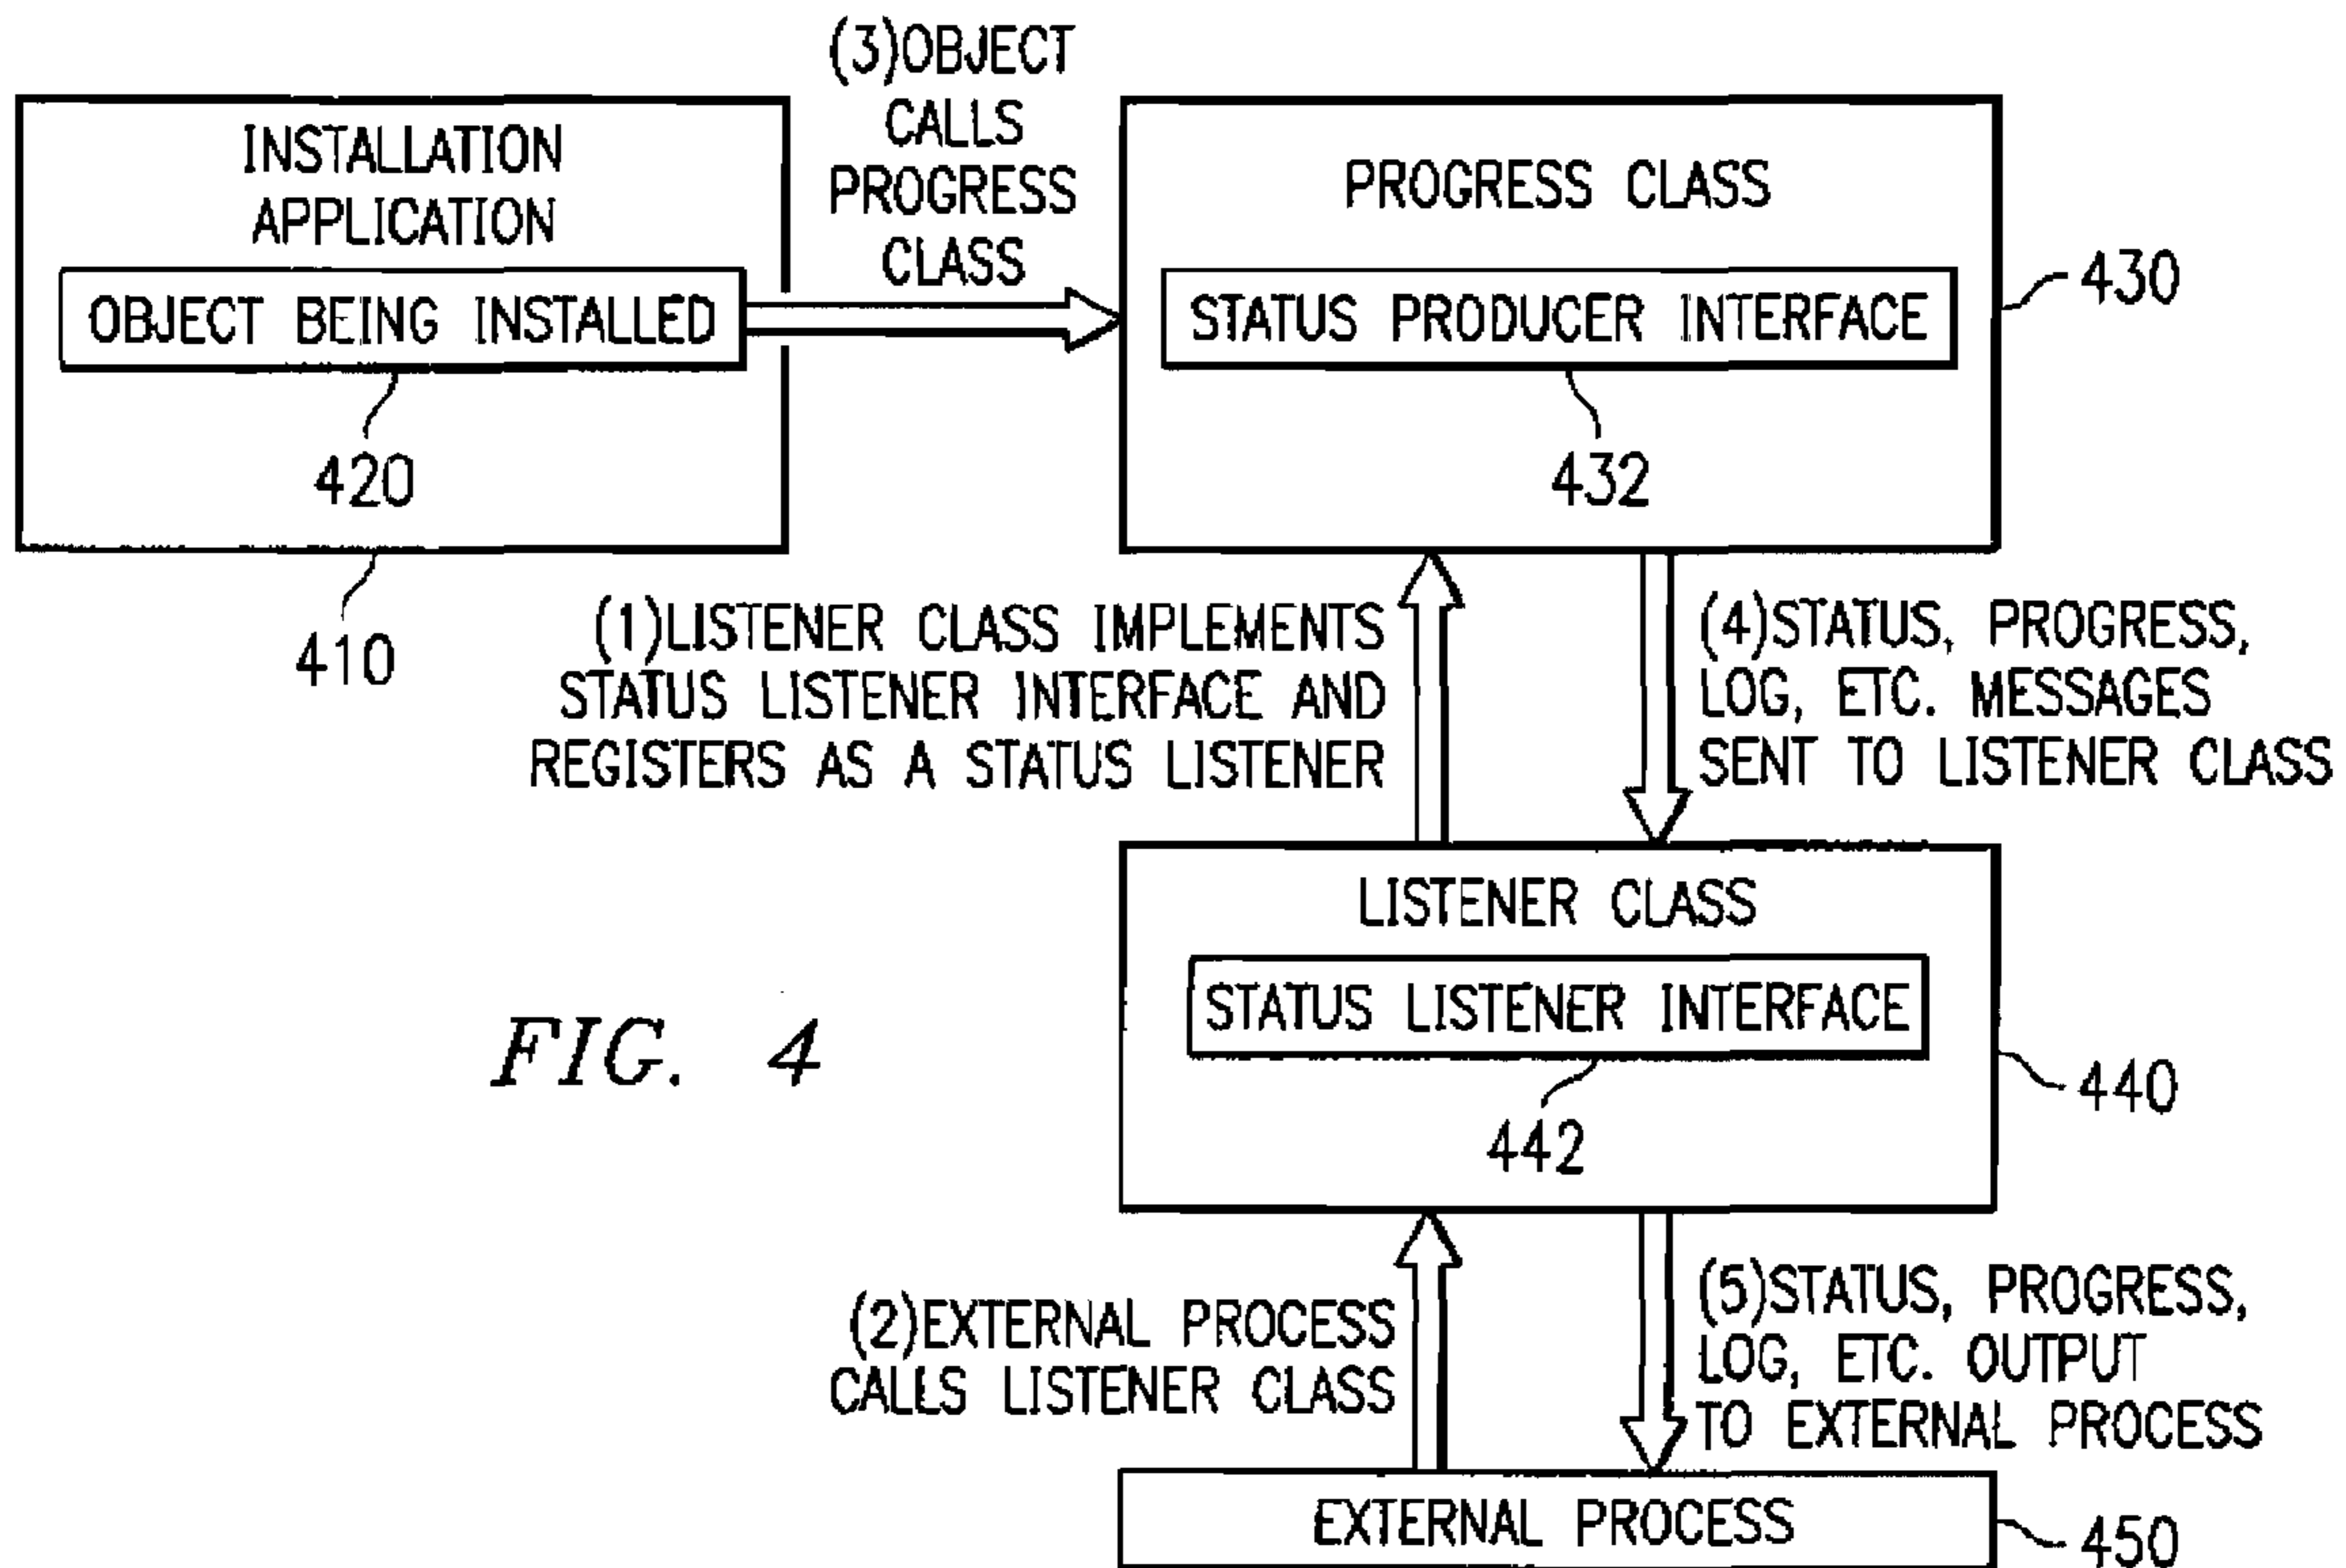 (3)OBJECT
CALLS
PROGRESS
CLASS
INSTALLATION
APPLICATION
OBJECT BEING INSTALLED
420
410
PROGRESS CLASS
STATUS PRODUCER INTERFACE
432
430
(1)LISTENER CLASS IMPLEMENTS
STATUS LISTENER INTERFACE AND
REGISTERS AS A STATUS LISTENER
(4)STATUS, PROGRESS,
LOG, ETC. MESSAGES
SENT TO LISTENER CLASS
LISTENER CLASS
STATUS LISTENER INTERFACE
442
440
FIG. 4
(2)EXTERNAL PROCESS
CALLS LISTENER CLASS
(5)STATUS, PROGRESS,
LOG, ETC. OUTPUT
TO EXTERNAL PROCESS
EXTERNAL PROCESS
450